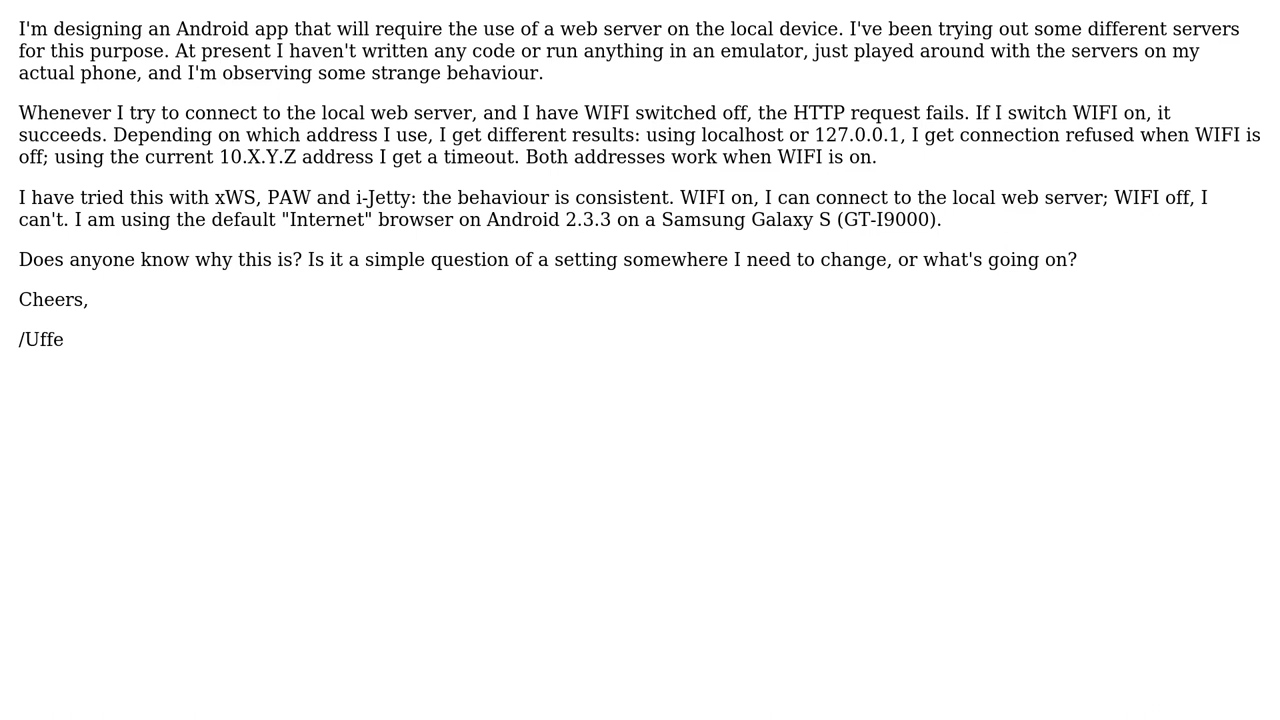 I'm designing an Android app that will require the use of a web server on the local device. I've been trying out some different servers
for this purpose. At present I haven't written any code or run anything in an emulator, just played around with the servers on my
actual phone, and I'm observing some strange behaviour.
Whenever I try to connect to the local web server, and I have WIFI switched off, the HTTP request fails. If I switch WIFI on, it
succeeds. Depending on which address I use, I get different results: using localhost or 127.0.0.1, I get connection refused when WIFI is
off; using the current 10.X.Y.Z address I get a timeout. Both addresses work when WIFI is on.
I have tried this with xWS, PAW and i-Jetty: the behaviour is consistent. WIFI on, I can connect to the local web server; WIFI off, I
can't. I am using the default "Internet" browser on Android 2.3.3 on a Samsung Galaxy S (GT-I9000).
Does anyone know why this is? Is it a simple question of a setting somewhere I need to change, or what's going on?
Cheers,
/Uffe